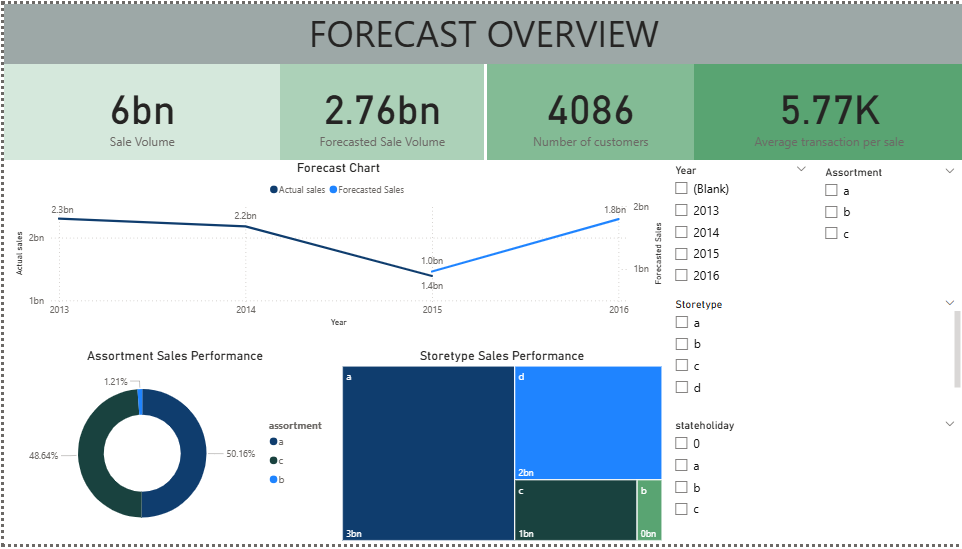 FORECAST OVERVIEW
6bn
Sale Volume
2.76bn
Forecasted Sale Volume
4086
Number of customers
5.77K
Average transaction per sale
Forecast Chart
Actual sales Forecasted Sales
2.3bn
2.2bn
1.0bn
1.4bn
1.8bn
2bn
1bn
Actual sales
2bn
1bn
Forecasted Sales
2013
2014
2015
2016
Year
Year
(Blank)
2013
2014
2015
2016
Assortment
a
b
c
Storetype
a
b
c
d
stateholiday
0
a
b
c
Assortment Sales Performance
1.21%
48.64%
50.16%
assortment
a
c
b
Storetype Sales Performance
a
3bn
d
2bn
c
1bn
b
0bn